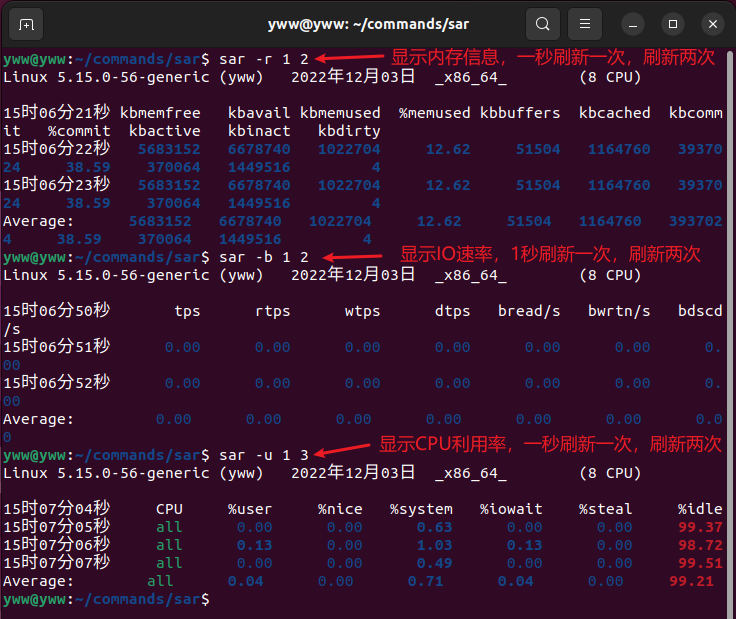 yww@yww: ~/commands/sar
yww@yww:~/commands/sar$ sar -r 1 2 显示内存信息，一秒刷新一次，刷新两次
Linux 5.15.0-56-generic (yww) 2022年12月03日 _x86_64_ (8 CPU)
15时06分21秒 kbmemfree kbavail kbmemused %memused kbbuffers kbcached kbcomm
it %commit kbactive kbinact kbdirty
15时06分22秒 5683152 6678740 1022704 12.62 51504 1164760 39370
24 38.59 370064 1449516 4
15时06分23秒 5683152 6678740 1022704 12.62 51504 1164760 39370
24 38.59 370064 1449516 4
Average: 5683152 6678740 1022704 12.62 51504 1164760 393702
4 38.59 370064 1449516 4
yww@yww:~/commands/sar$ sar -b 1 2 显示IO速率，1秒刷新一次，刷新两次
Linux 5.15.0-56-generic (yww) 2022年12月03日 _x86_64_ (8 CPU)
15时06分50秒 tps rtps wtps dtps bread/s bwrtn/s bdscd
/s
15时06分51秒 0.00 0.00 0.00 0.00 0.00 0.00 0.
00
15时06分52秒 0.00 0.00 0.00 0.00 0.00 0.00 0.
00
Average: 0.00 0.00 0.00 0.00 0.00 0.00 0.0
0
yww@yww:~/commands/sar$ sar -u 1 3 显示CPU利用率，一秒刷新一次，刷新两次
Linux 5.15.0-56-generic (yww) 2022年12月03日 _x86_64_ (8 CPU)
15时07分04秒 CPU %user %nice %system %iowait %steal %idle
15时07分05秒 all 0.00 0.00 0.63 0.00 0.00 99.37
15时07分06秒 all 0.13 0.00 1.03 0.13 0.00 98.72
15时07分07秒 all 0.00 0.00 0.49 0.00 0.00 99.51
Average: all 0.04 0.00 0.71 0.04 0.00 99.21
yww@yww:~/commands/sar$